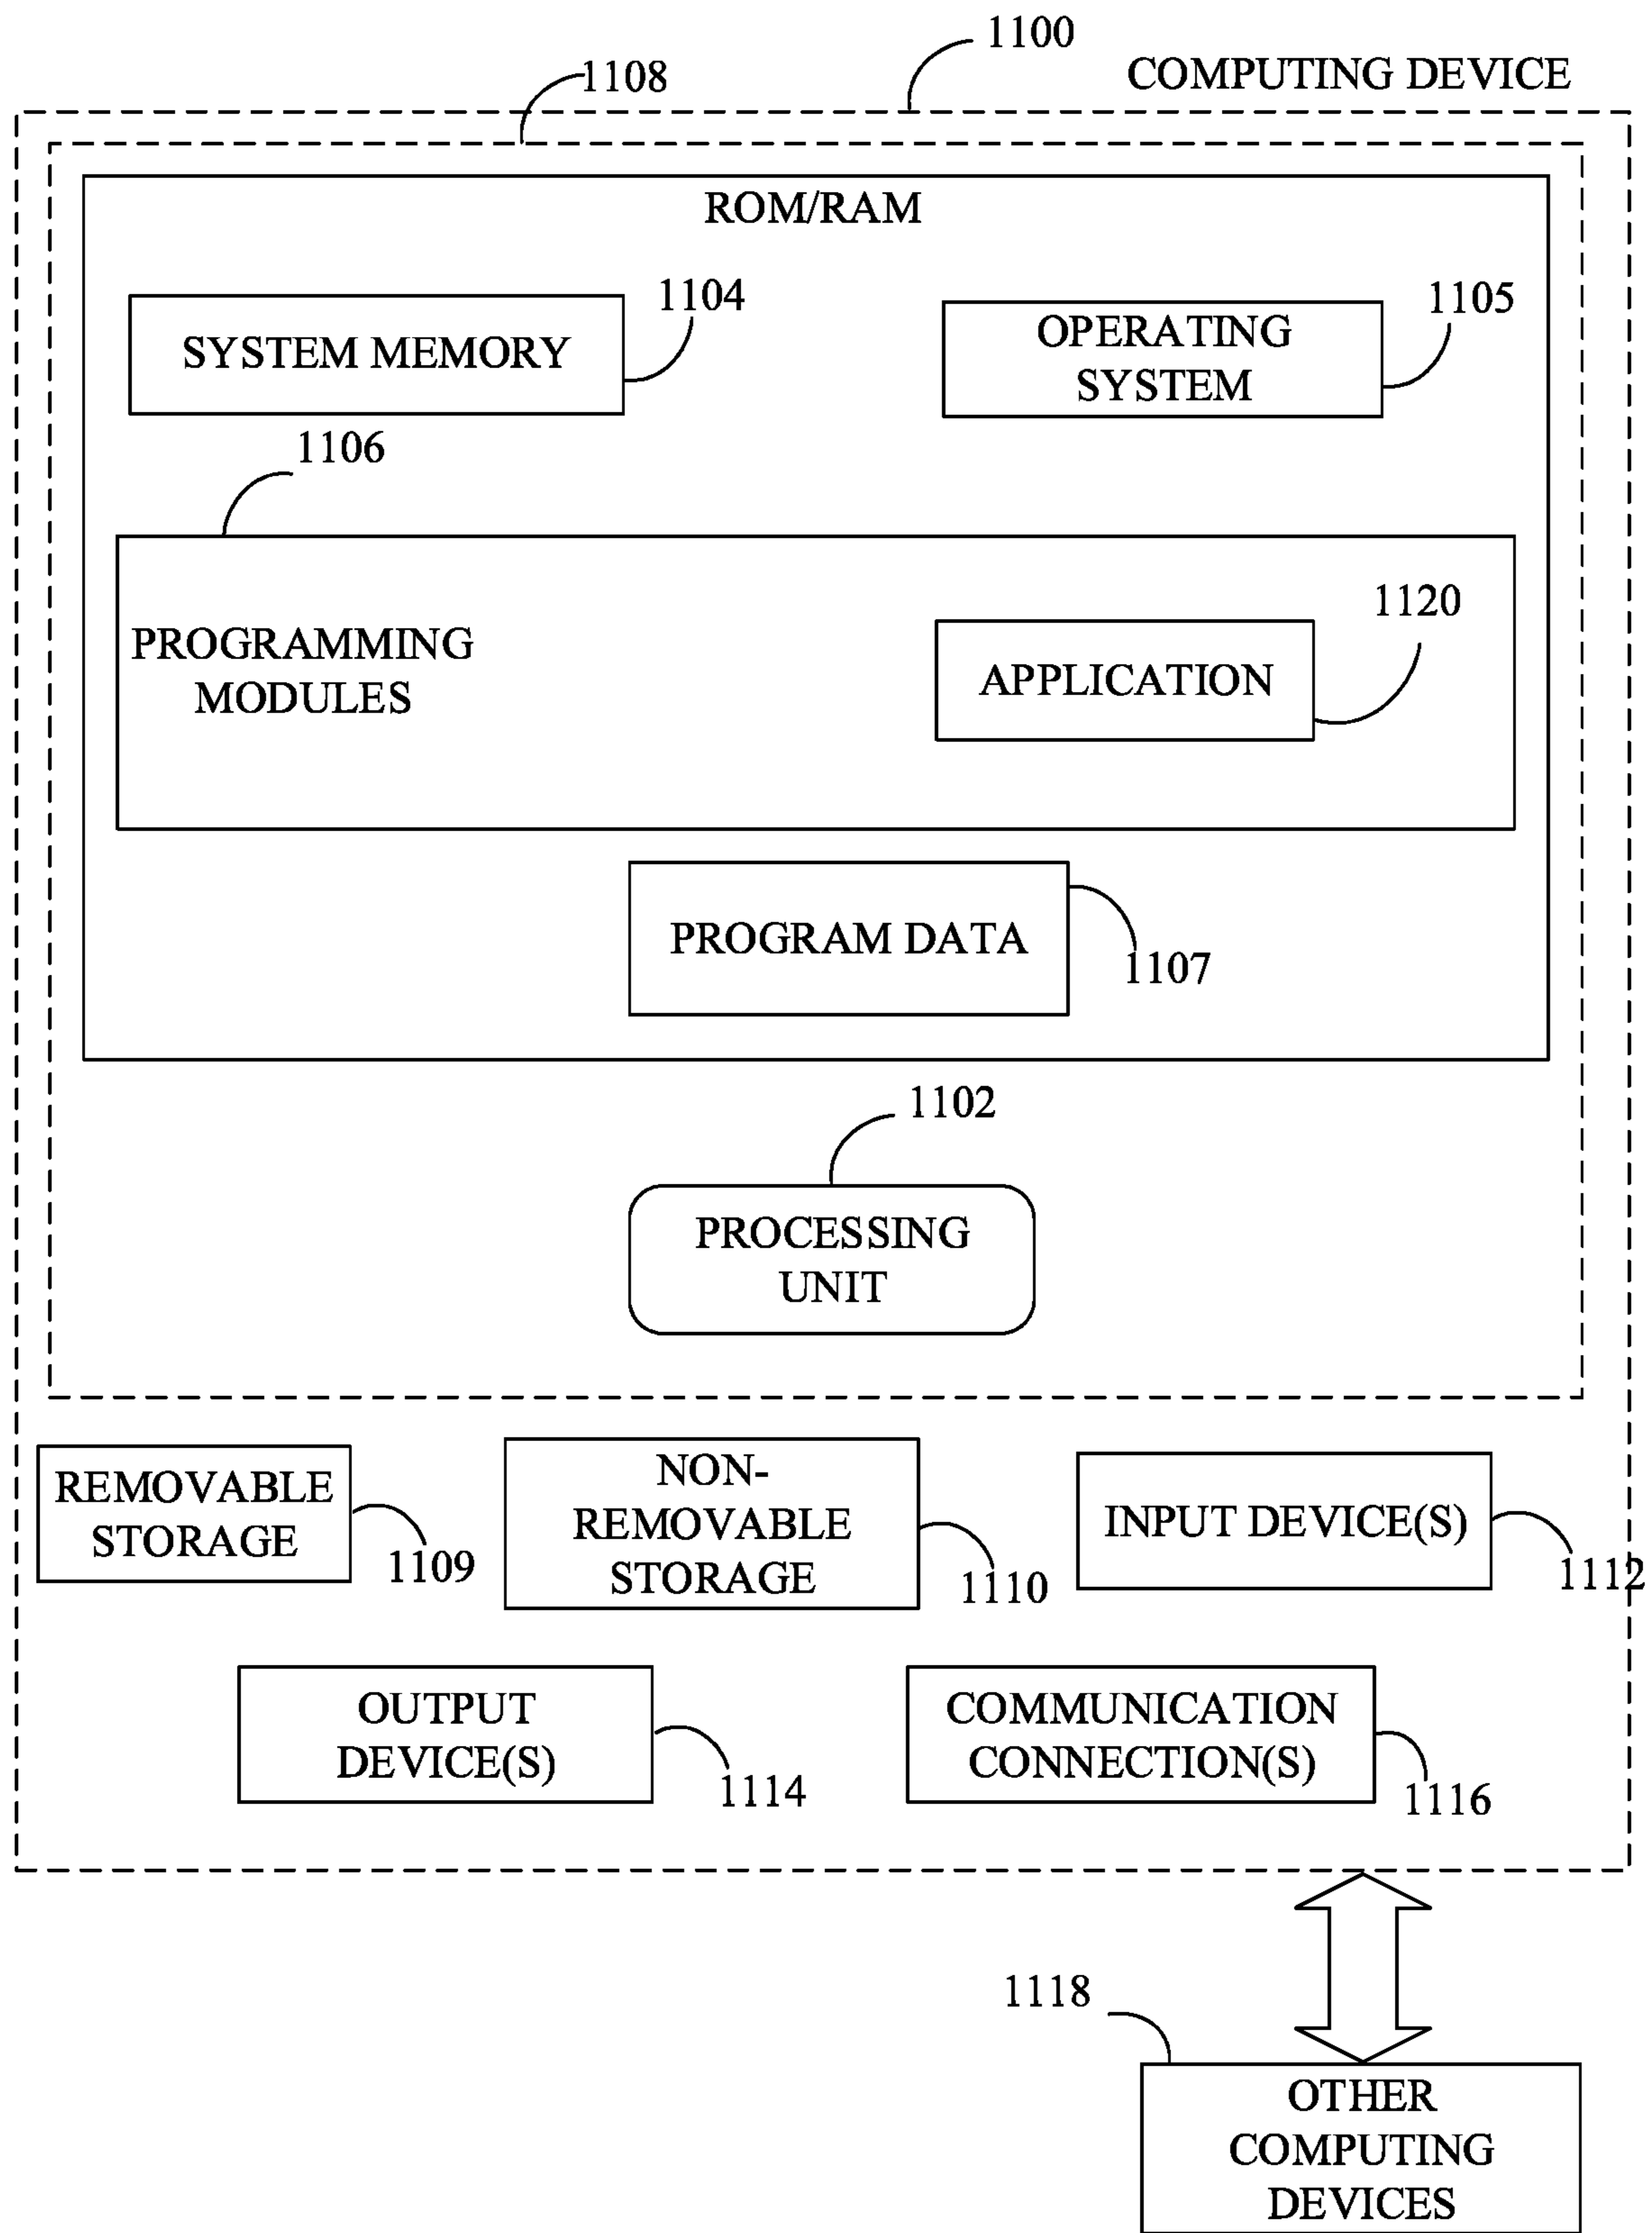 1100
COMPUTING DEVICE
1108
ROM/RAM
1104
SYSTEM MEMORY
1105
OPERATING
SYSTEM
1106
PROGRAMMING
MODULES
1120
APPLICATION
PROGRAM DATA
1107
1102
PROCESSING
UNIT
REMOVABLE
STORAGE
1109
NON-
REMOVABLE
STORAGE
1110
INPUT DEVICE(S)
1112
OUTPUT
DEVICE(S)
1114
COMMUNICATION
CONNECTION(S)
1116
1118
OTHER
COMPUTING
DEVICES